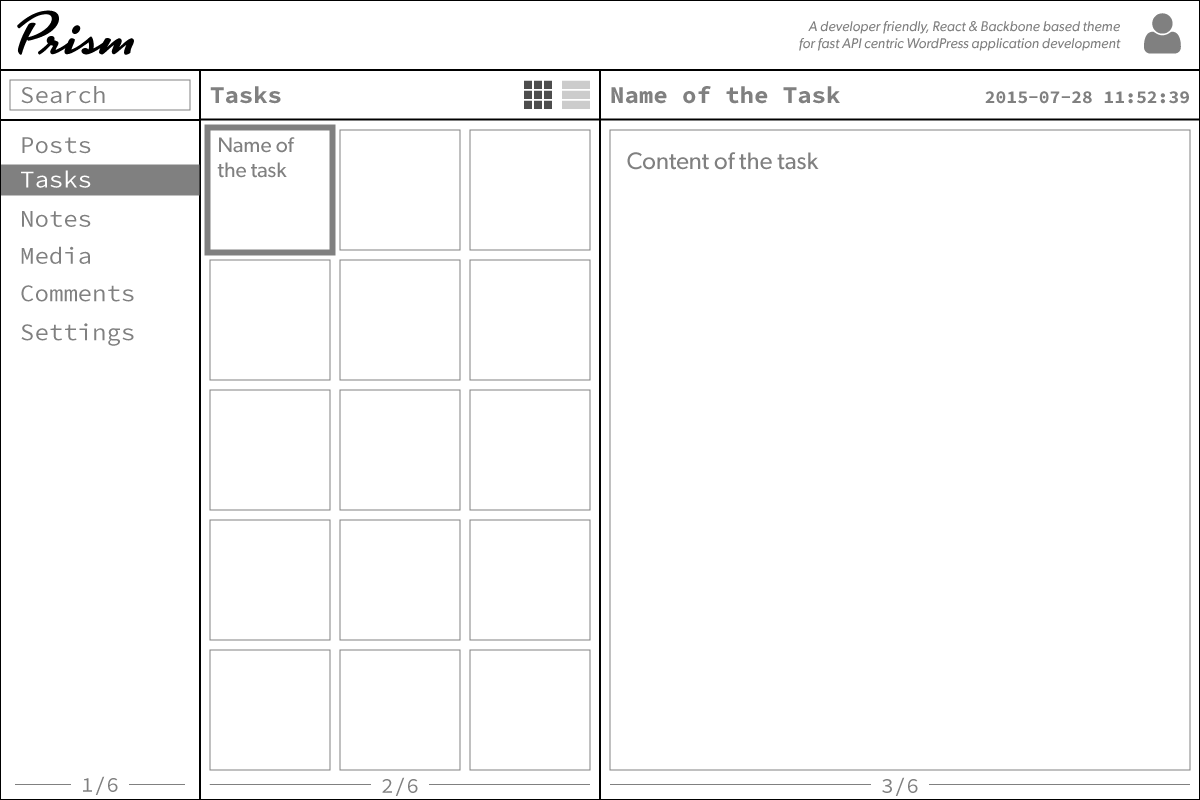 Prism
A developer friendly, React & Backbone based theme
for fast API centric WordPress application development
Search
Posts
Tasks
Notes
Media
Comments
Settings
1/6
Tasks
Name of
the task
2/6
Name of the Task 2015-07-28 11:52:39
Content of the task
3/6